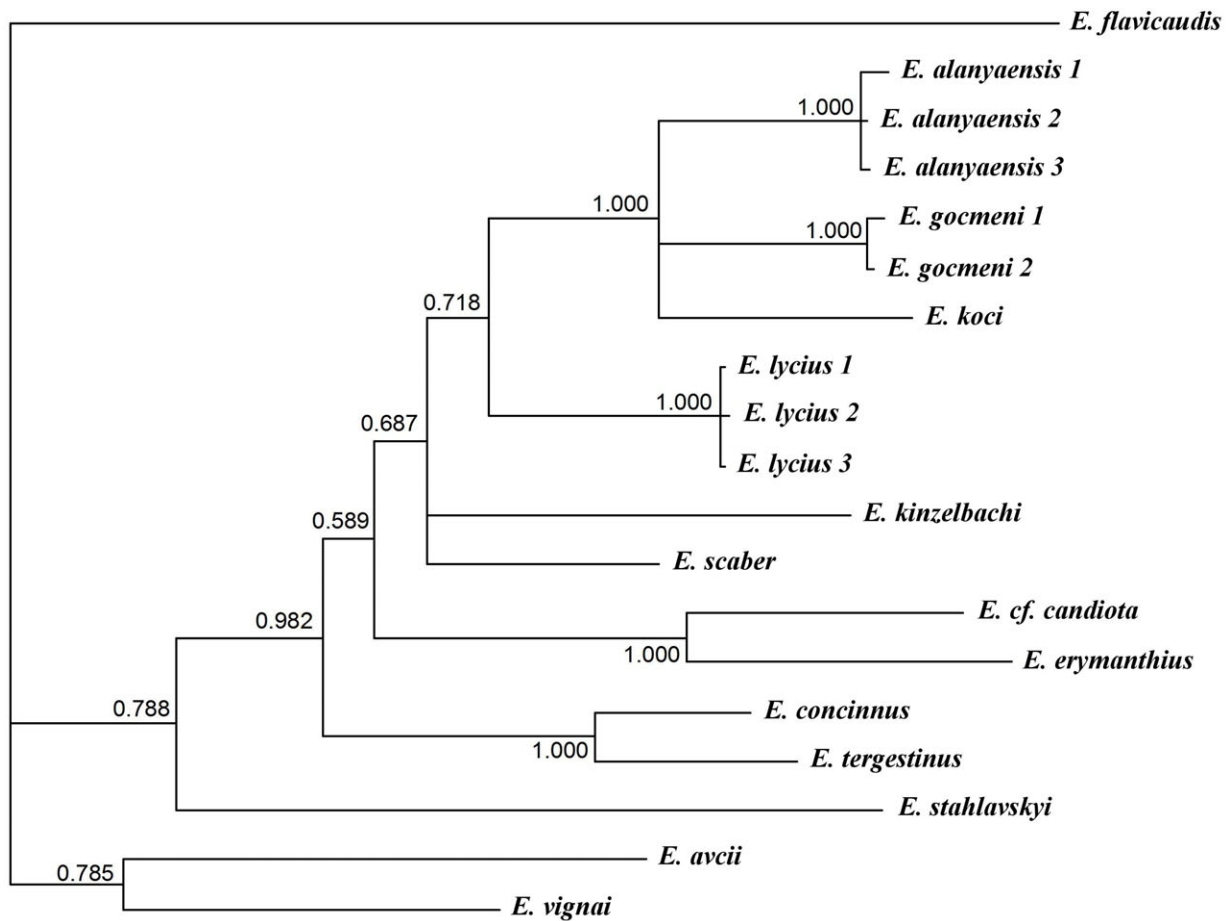 E. flavicaudis
E. alanyaensis 1
1.000
E. alanyaensis 2
E. alanyaensis 3
1.000
E. gocmeni 1
1.000
E. gocmeni 2
0.718
E. koci
E. lycius 1
1.000
E. lycius 2
0.687
E. lycius 3
E. kinzelbachi
0.589
E. scaber
0.982
E. cf. candiota
1.000
E. erymanthius
0.788
E. concinnus
1.000
E. tergestinus
E. stahlavskyi
0.785
E. avcii
E. vignai